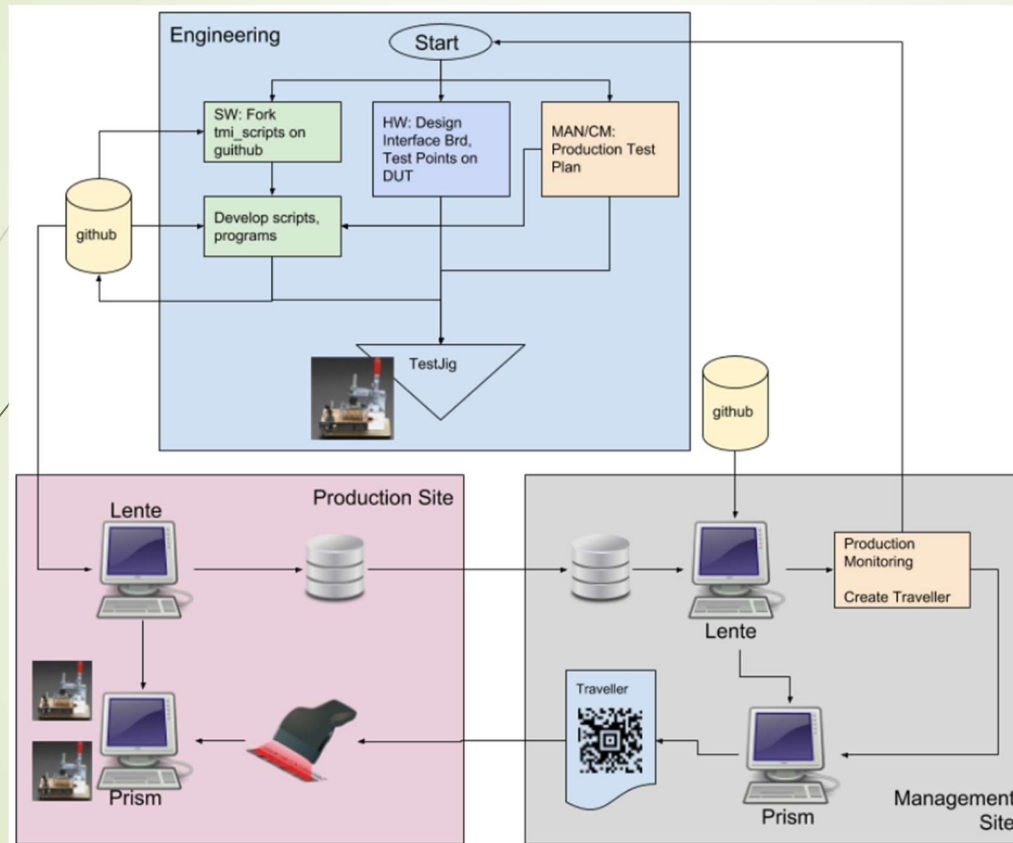 Engineering
Start
SW: Fork
tmi_scripts on
guithub
HW: Design
Interface Brd,
Test Points on
DUT
MAN/CM:
Production Test
Plan
github
Develop scripts,
programs
TestJig
github
Production Site
Lente
Production
Monitoring
Create Traveller
Lente
Traveller
Prism
Prism
Management
Site